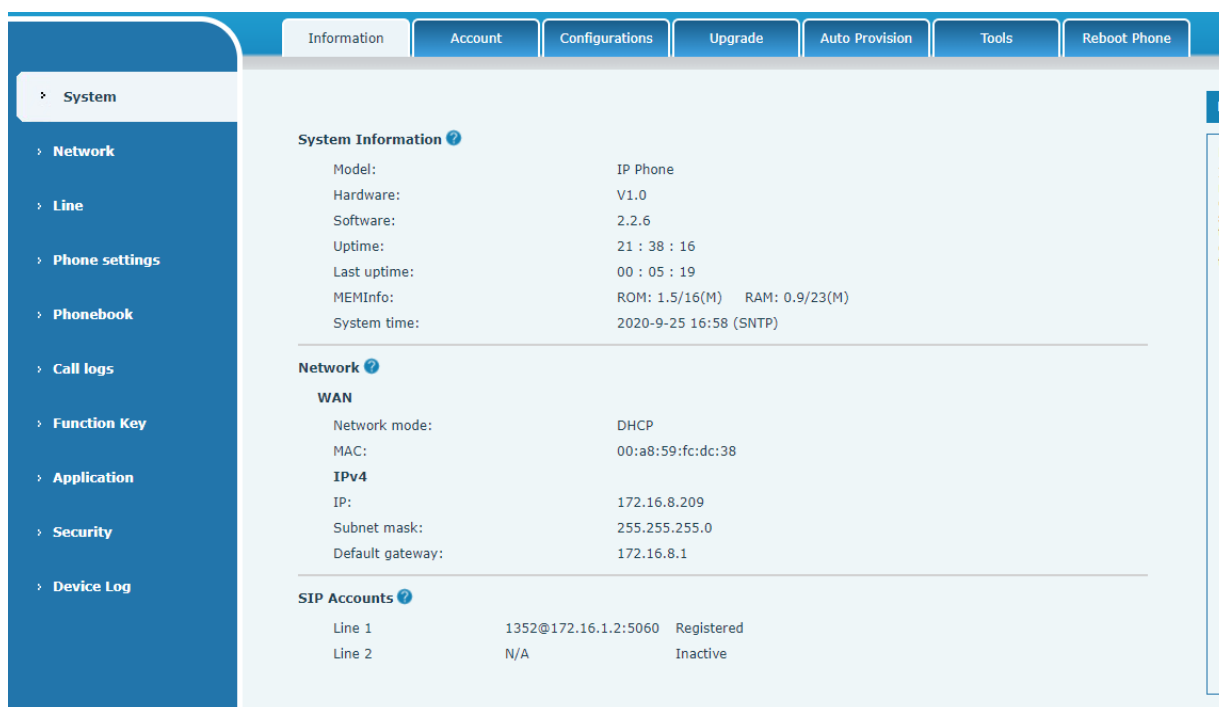 Information Account Configurations Upgrade Auto Provision Tools Reboot Phone
System
Network
Line
Phone settings
Phonebook
Call logs
Function Key
Application
Security
Device Log
System Information ?
Model: IP Phone
Hardware: V1.0
Software: 2.2.6
Uptime: 21 : 38 : 16
Last uptime: 00 : 05 : 19
MEMInfo: ROM: 1.5/16(M) RAM: 0.9/23(M)
System time: 2020-9-25 16:58 (SNTP)
Network ?
WAN
Network mode: DHCP
MAC: 00:a8:59:fc:dc:38
IPv4
IP: 172.16.8.209
Subnet mask: 255.255.255.0
Default gateway: 172.16.8.1
SIP Accounts ?
Line 1 1352@172.16.1.2:5060 Registered
Line 2 N/A Inactive